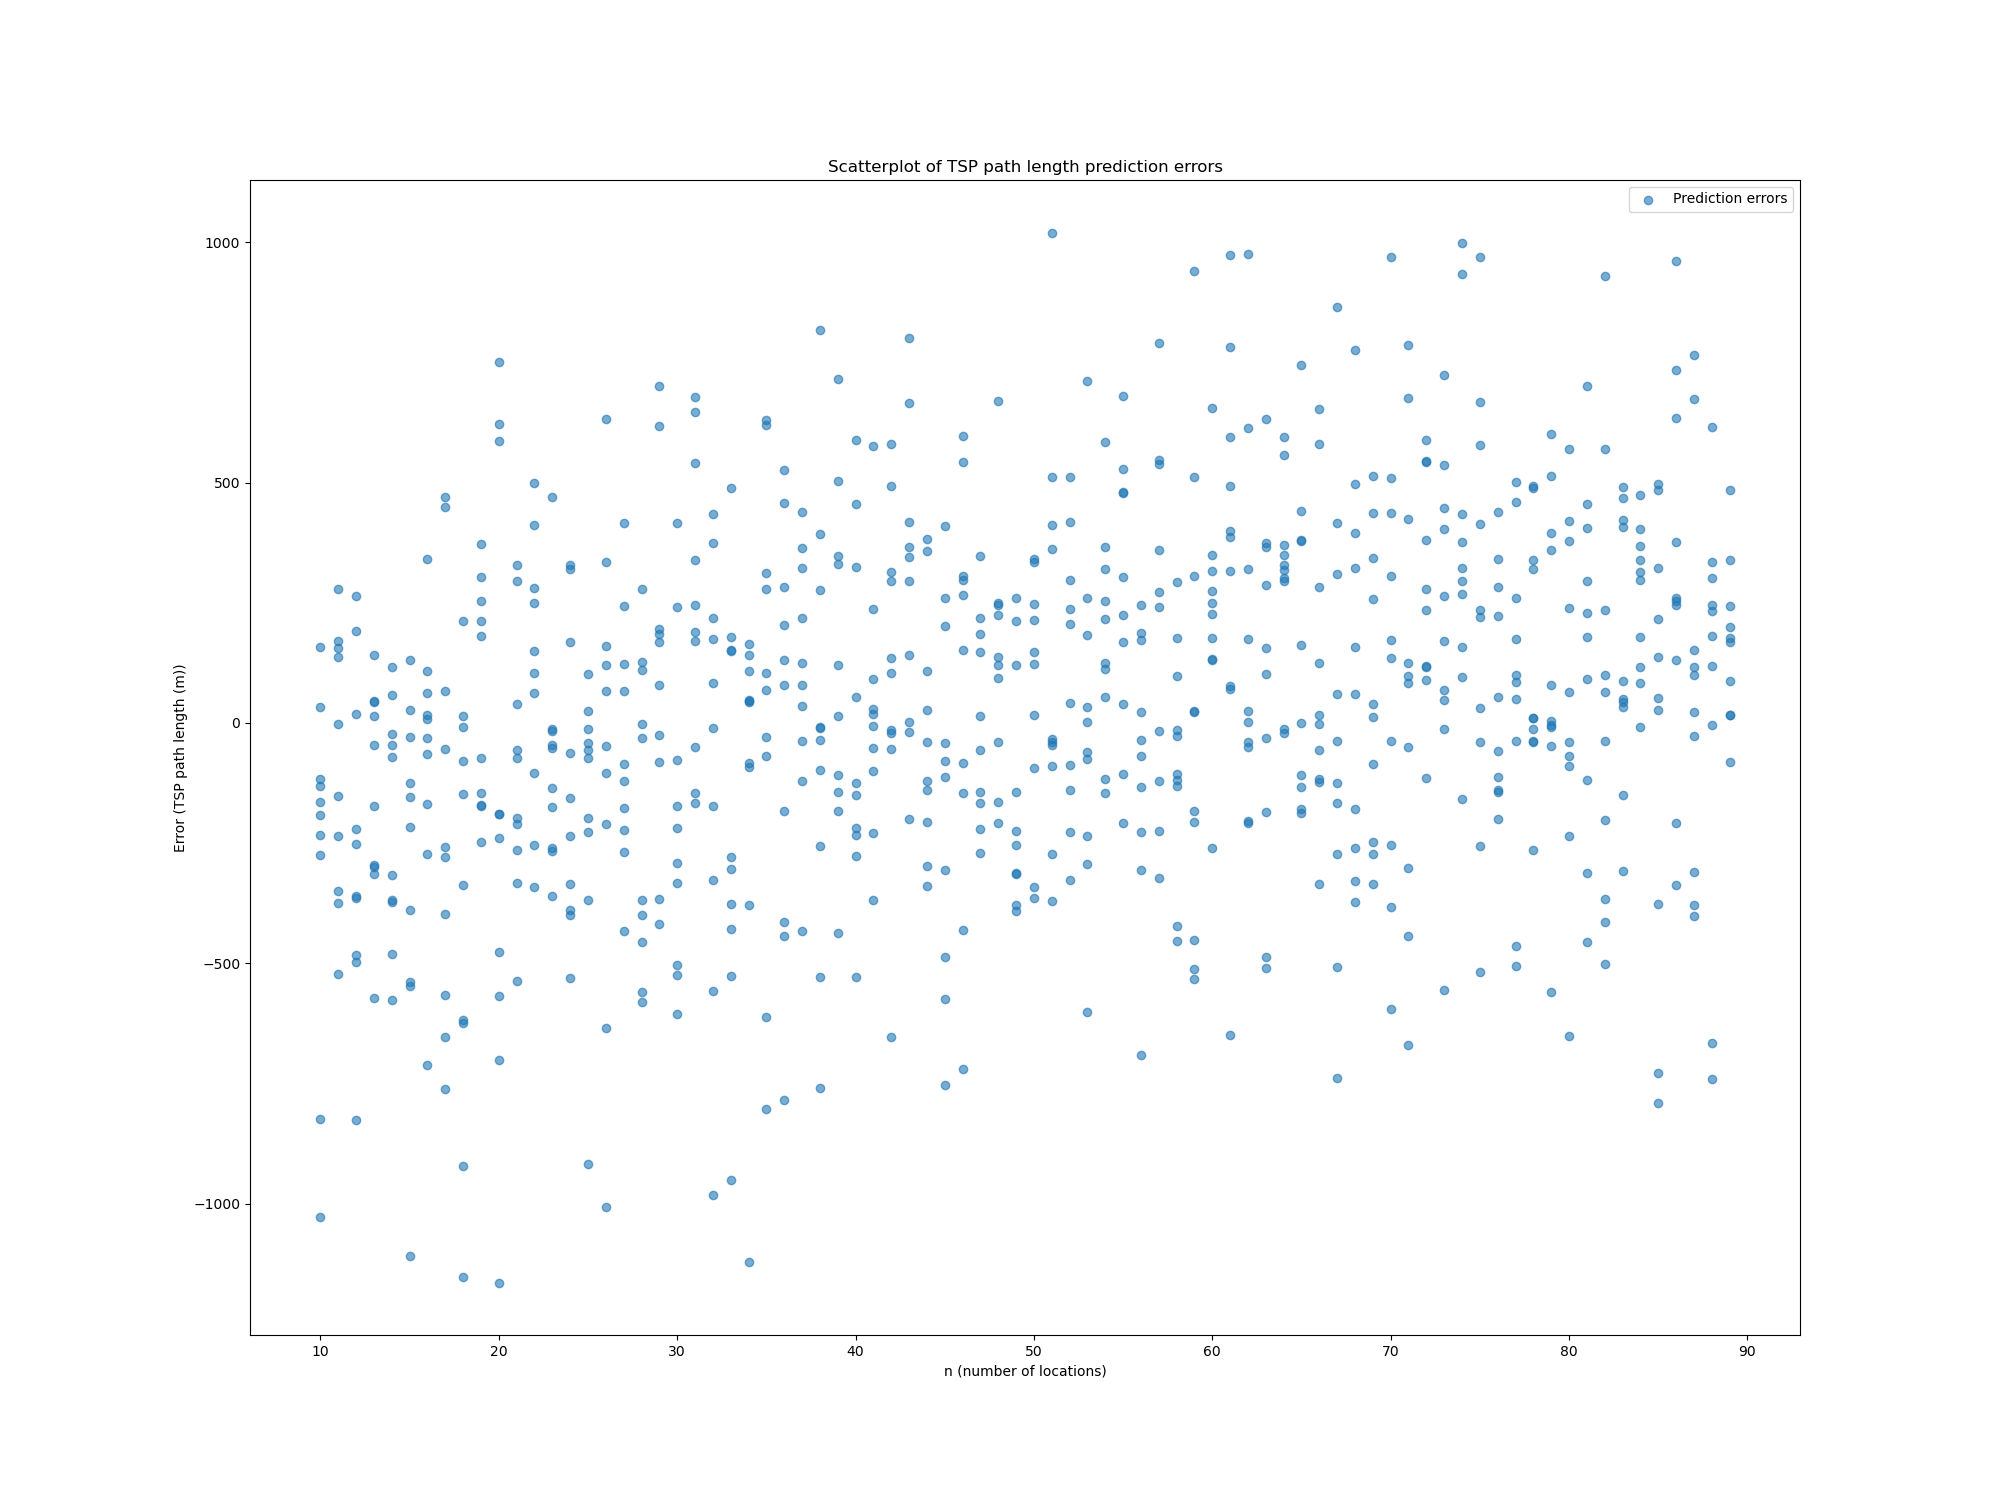 Scatterplot of TSP path length prediction errors
Prediction errors
1000
500
0
−500
−1000
Error (TSP path length (m))
10 20 30 40 50 60 70 80 90
n (number of locations)